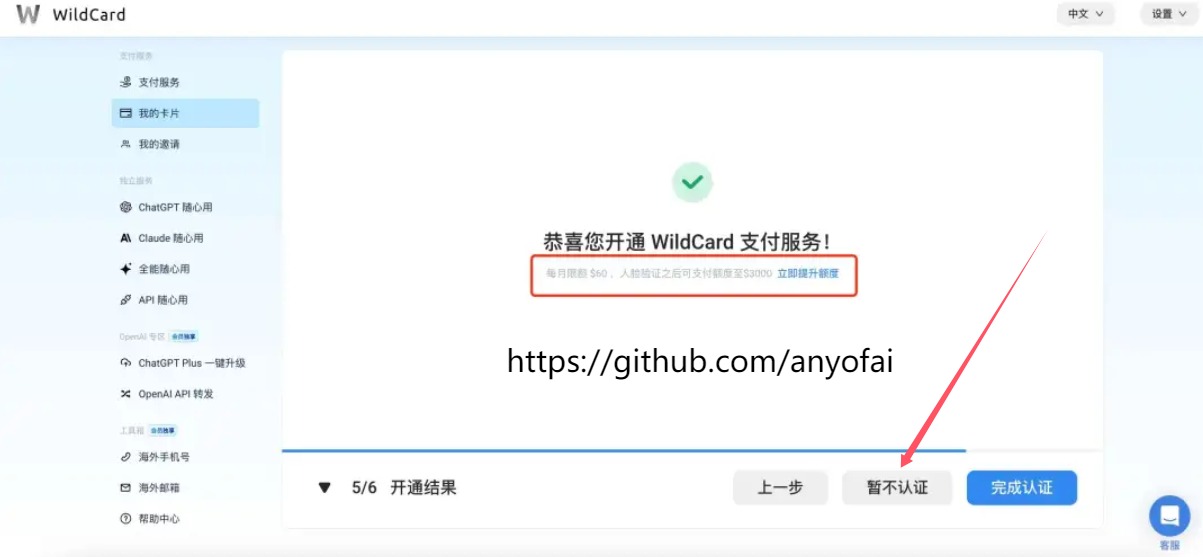 WildCard
中文
设置
支付服务
支付服务
我的卡片
我的邀请
独立服务
ChatGPT 随心用
Claude 随心用
全能随心用
API 随心用
OpenAI 专区 会员独享
ChatGPT Plus 一键升级
OpenAI API 转发
工具箱 会员独享
海外手机号
海外邮箱
帮助中心
恭喜您开通 WildCard 支付服务！
每月限额 $60 ，人脸验证之后可支付额度至$3000 立即提升额度
https://github.com/anyofai
5/6 开通结果
上一步
暂不认证
完成认证
客服